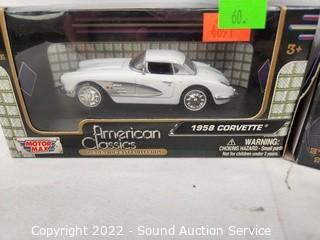 60.
4691
3+
MOTOR
MAX
American
Classics
1958 CORVETTE
WARNING:
CHOKING HAZARD - Small parts
Not for children under 3 years.
Copyright 2022 - Sound Auction Service